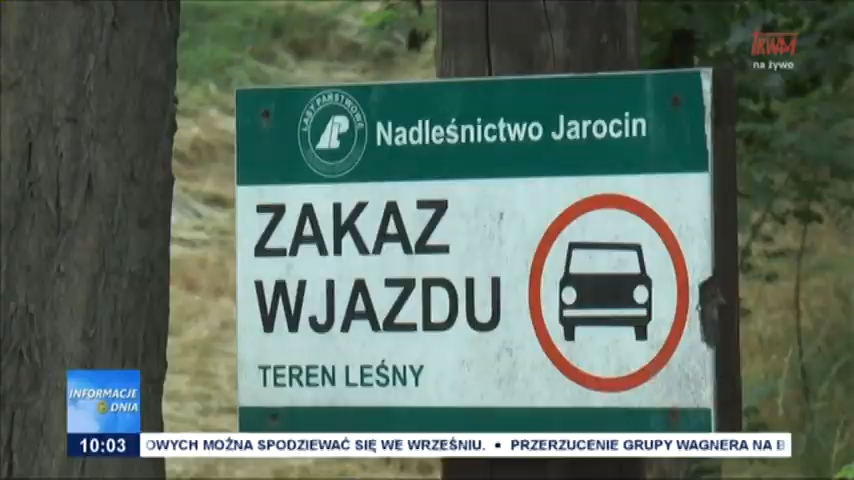 TRWAM
na żywo
LASY PAŃSTWOWE
Nadleśnictwo Jarocin
ZAKAZ
WJAZDU
TEREN LEŚNY
INFORMACJE
DNIA
10:03
OWYCH MOŻNA SPODZIEWAĆ SIĘ WE WRZEŚNIU. • PRZERZUCENIE GRUPY WAGNERA NA B